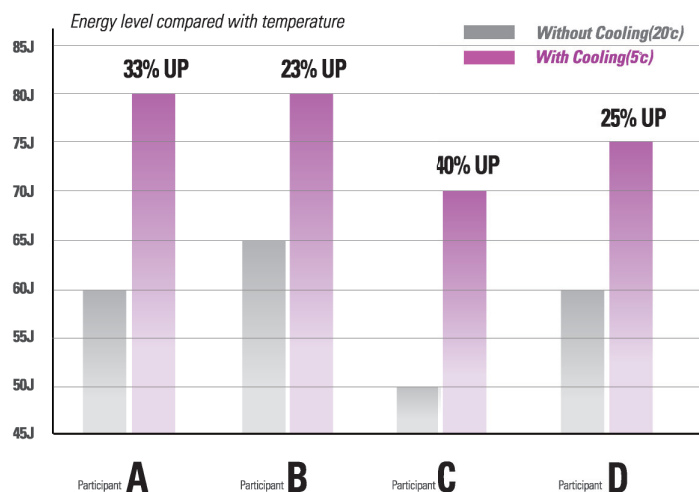 Energy level compared with temperature
Without Cooling(20°c)
With Cooling(5°c)
85J
80J
75J
70J
65J
60J
55J
50J
45J
33% UP
23% UP
40% UP
25% UP
Participant A
Participant B
Participant C
Participant D